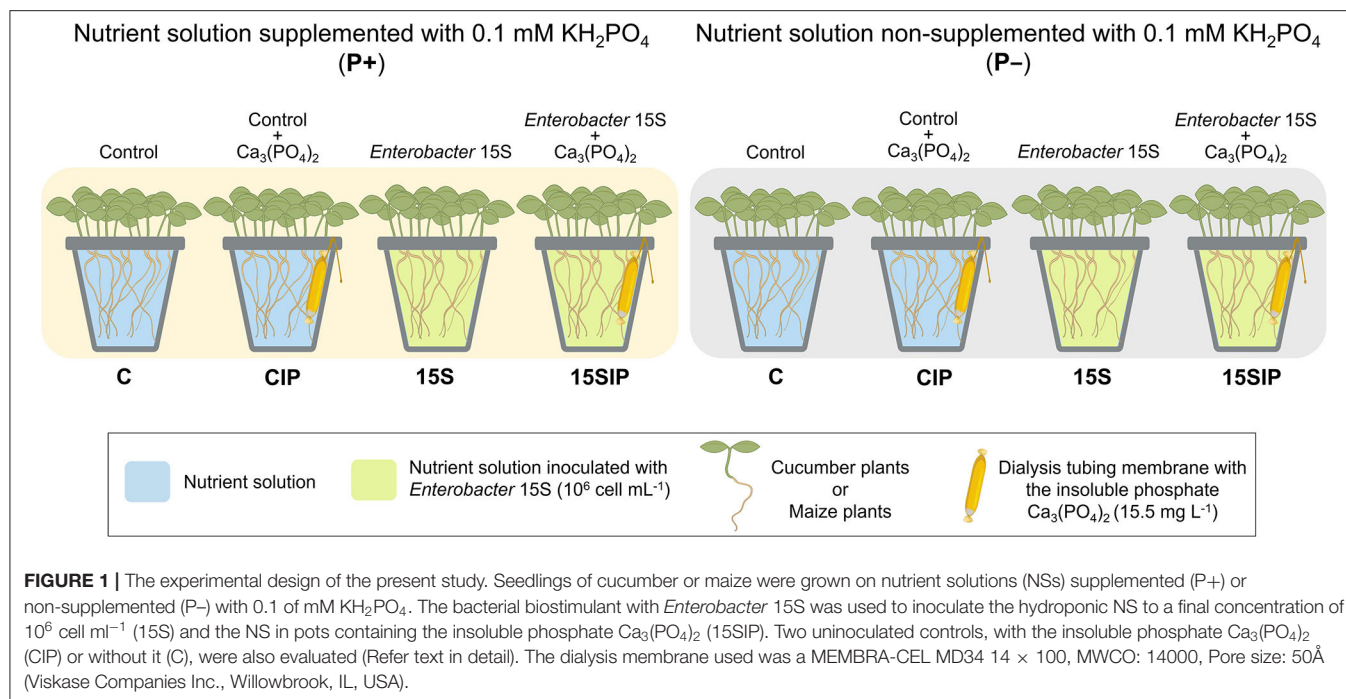 Nutrient solution supplemented with 0.1 mM KH₂PO₄
(P+)
Nutrient solution non-supplemented with 0.1 mM KH₂PO₄
(P–)
Control
Control
+
Ca₃(PO₄)₂
Enterobacter 15S
Enterobacter 15S
+
Ca₃(PO₄)₂
Control
Control
+
Ca₃(PO₄)₂
Enterobacter 15S
Enterobacter 15S
+
Ca₃(PO₄)₂
C
CIP
15S
15SIP
C
CIP
15S
15SIP
Nutrient solution
Nutrient solution inoculated with
Enterobacter 15S (10⁶ cell mL⁻¹)
Cucumber plants
or
Maize plants
Dialysis tubing membrane with
the insoluble phosphate
Ca₃(PO₄)₂ (15.5 mg L⁻¹)
FIGURE 1 | The experimental design of the present study. Seedlings of cucumber or maize were grown on nutrient solutions (NSs) supplemented (P+) or
non-supplemented (P–) with 0.1 of mM KH₂PO₄. The bacterial biostimulant with Enterobacter 15S was used to inoculate the hydroponic NS to a final concentration of
10⁶ cell ml⁻¹ (15S) and the NS in pots containing the insoluble phosphate Ca₃(PO₄)₂ (15SIP). Two uninoculated controls, with the insoluble phosphate Ca₃(PO₄)₂
(CIP) or without it (C), were also evaluated (Refer text in detail). The dialysis membrane used was a MEMBRA-CEL MD34 14 × 100, MWCO: 14000, Pore size: 50Å
(Viskase Companies Inc., Willowbrook, IL, USA).